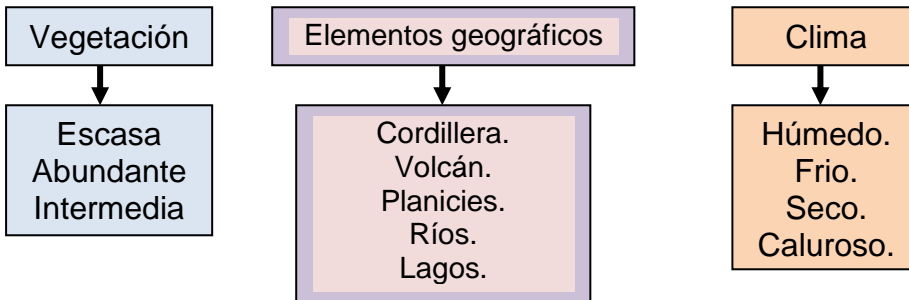 Vegetación
Escasa
Abundante
Intermedia
Elementos geográficos
Cordillera.
Volcán.
Planicies.
Ríos.
Lagos.
Clima
Húmedo.
Frio.
Seco.
Caluroso.